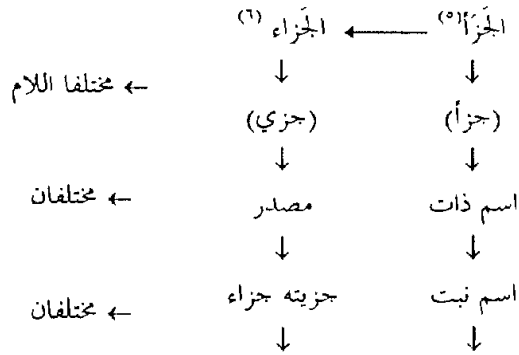 الجَزَأ (٥) ← الجَزاء (٦)
↓ ↓
(جزأ) (جزي) ← مختلفا اللام
↓ ↓
اسم ذات مصدر ← مختلفان
↓ ↓
اسم نبت جزيته جزاء ← مختلفان
↓ ↓